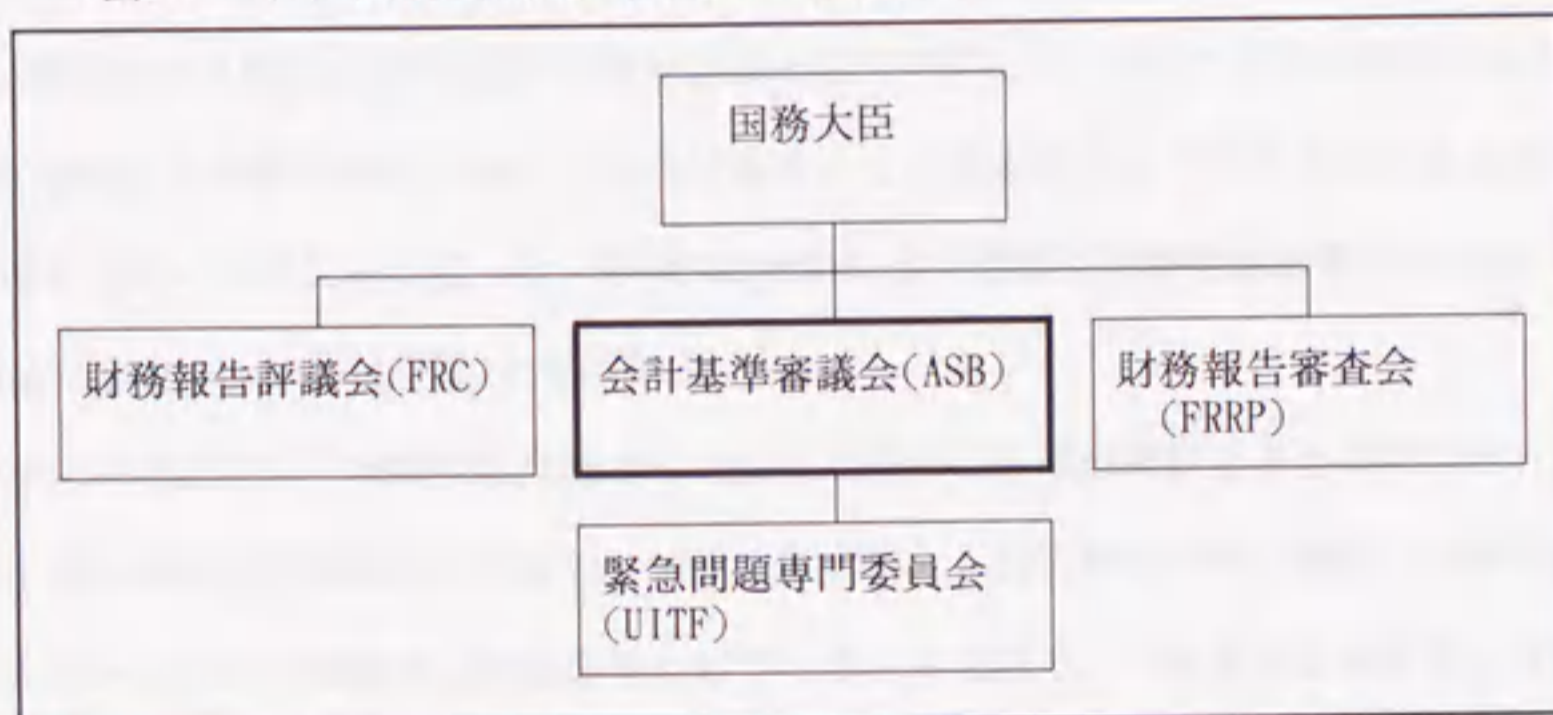 国務大臣
財務報告評議会(FRC)
会計基準審議会(ASB)
財務報告審査会
(FRRP)
緊急問題専門委員会
(UITF)